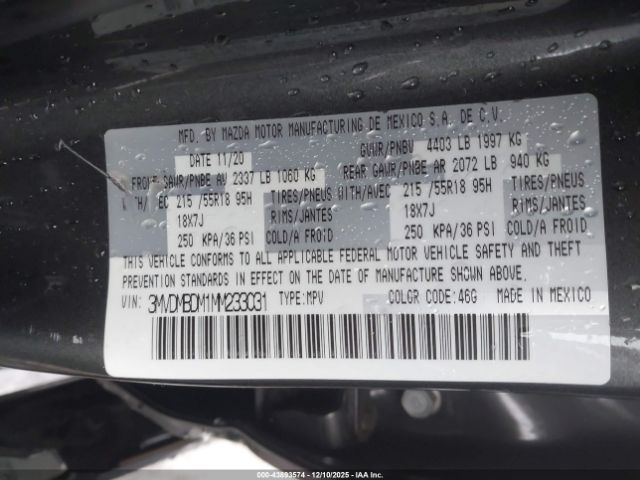 MFD. BY MAZDA MOTOR MANUFACTURING DE MEXICO S.A. DE C.V.
DATE 11/20 GVWR/PNBV 4403 LB 1997 KG
FRONT GAWR/PNBE AV 2337 LB 1060 KG REAR GAWR/PNBE AR 2072 LB 940 KG
WITH/AVEC 215 /55R18 95H TIRES/PNEUS WITH/AVEC 215 /55R18 95H TIRES/PNEUS
18X7J RIMS/JANTES 18X7J RIMS/JANTES
250 KPA/36 PSI COLD/A FROID 250 KPA/36 PSI COLD/A FROID
THIS VEHICLE CONFORMS TO ALL APPLICABLE FEDERAL MOTOR VEHICLE SAFETY AND THEFT
PREVENTION STANDARDS IN EFFECT ON THE DATE OF MANUFACTURE SHOWN ABOVE.
VIN: 3MVDMBDM1MM233031 TYPE:MPV COLOR CODE:46G MADE IN MEXICO
000-43893574 • 12/10/2025 • IAA Inc.